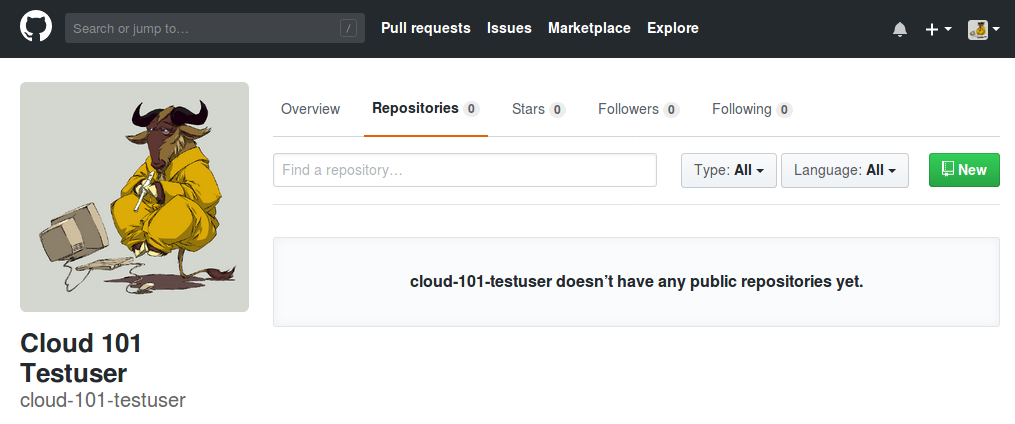 Search or jump to… / Pull requests Issues Marketplace Explore
Overview Repositories 0 Stars 0 Followers 0 Following 0
Find a repository… Type: All Language: All New
cloud-101-testuser doesn’t have any public repositories yet.
Cloud 101
Testuser
cloud-101-testuser